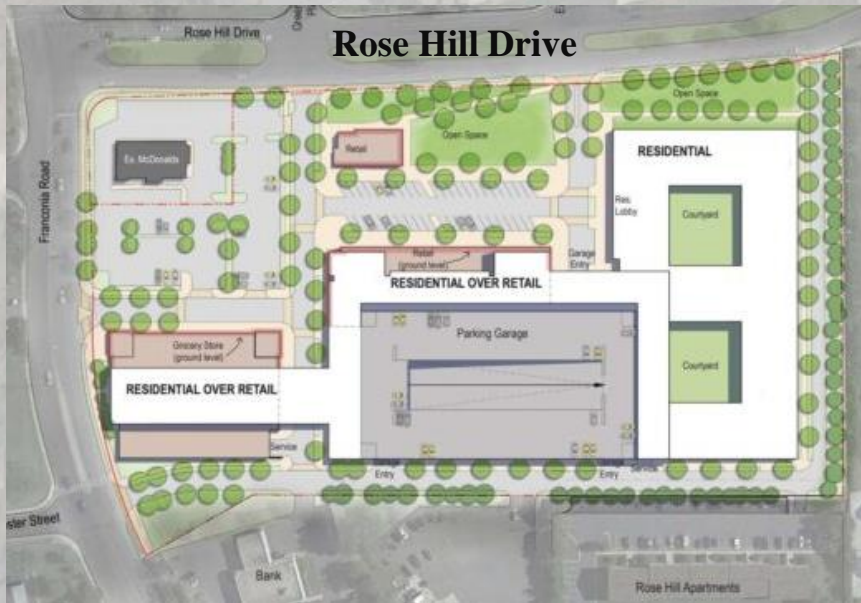 Rose Hill Drive
Rose Hill Drive
Open Space
Ex. McDonalds
Retail
Open Space
RESIDENTIAL
Franconia Road
Res.
Lobby
Courtyard
Retail
(ground level)
Garage
Entry
RESIDENTIAL OVER RETAIL
Parking Garage
Grocery Store
(ground level)
Courtyard
RESIDENTIAL OVER RETAIL
Service
Garage
Entry
Garage
Entry
Service
Bank
Rose Hill Apartments